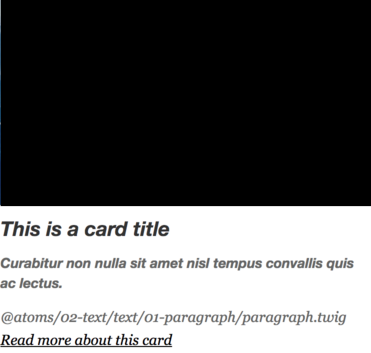 This is a card title
Curabitur non nulla sit amet nisl tempus convallis quis
ac lectus.
@atoms/02-text/text/01-paragraph/paragraph.twig
Read more about this card